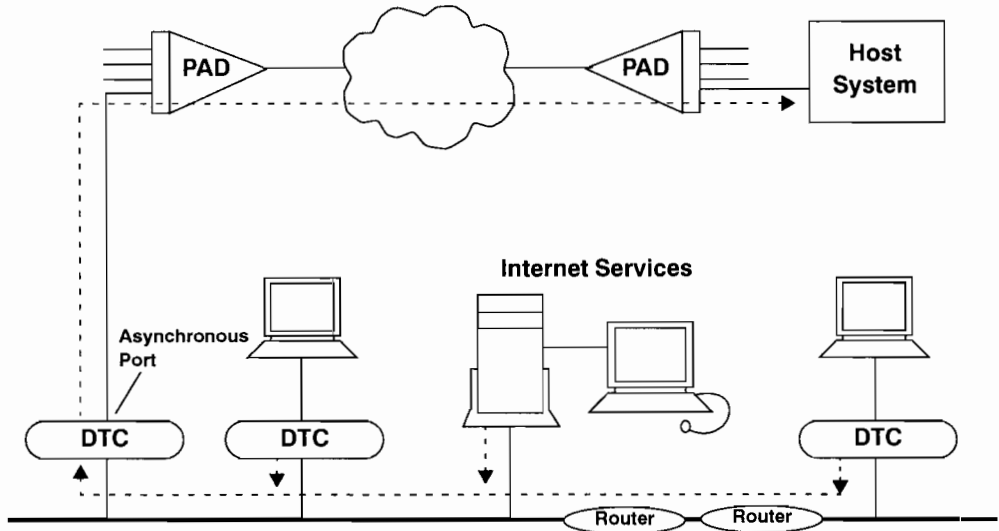 PAD
PAD
Host
System
Internet Services
Asynchronous
Port
DTC
DTC
DTC
Router
Router